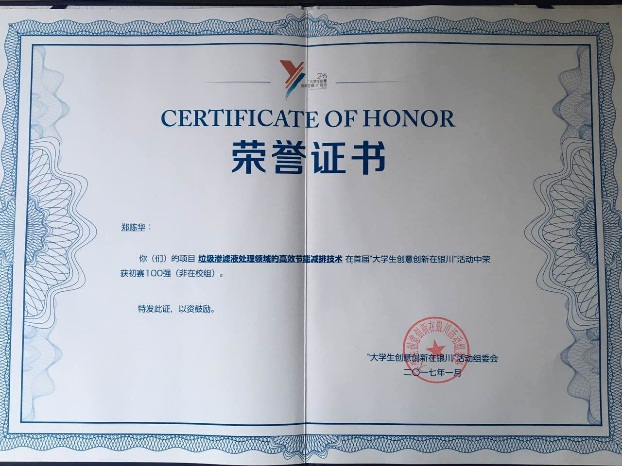 CERTIFICATE OF HONOR
荣誉证书
郑陈华：
你（们）的项目 垃圾渗滤液处理领域的高效节能减排技术 在首届“大学生创意创新在银川”活动中荣
获初赛100强（非在校组）。
特发此证，以资鼓励。
“大学生创意创新在银川”活动组委会
二〇一七年一月